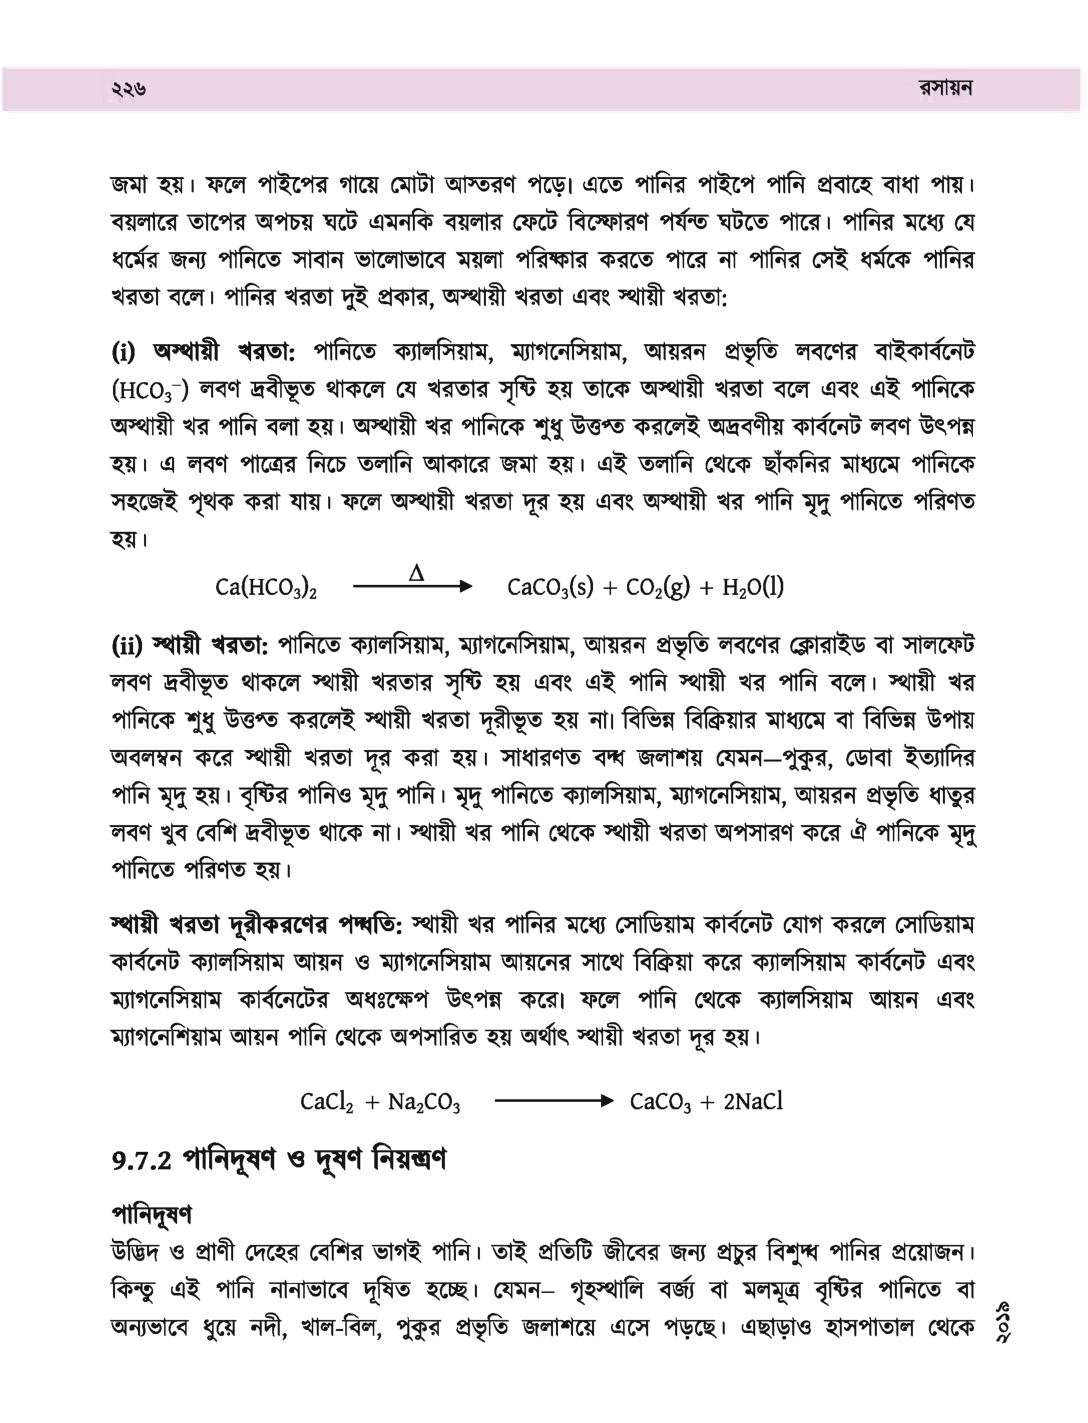 ২২৬
রসায়ন
জমা হয়। ফলে পাইপের গায়ে মোটা আস্তরণ পড়ে। এতে পানির পাইপে পানি প্রবাহে বাধা পায়।
বয়লারে তাপের অপচয় ঘটে এমনকি বয়লার ফেটে বিস্ফোরণ পর্যন্ত ঘটতে পারে। পানির মধ্যে যে
ধর্মের জন্য পানিতে সাবান ভালোভাবে ময়লা পরিষ্কার করতে পারে না পানির সেই ধর্মকে পানির
খরতা বলে। পানির খরতা দুই প্রকার, অস্থায়ী খরতা এবং স্থায়ী খরতা:
(i) অস্থায়ী খরতা: পানিতে ক্যালসিয়াম, ম্যাগনেসিয়াম, আয়রন প্রভৃতি লবণের বাইকার্বনেট
(HCO₃⁻) লবণ দ্রবীভূত থাকলে যে খরতার সৃষ্টি হয় তাকে অস্থায়ী খরতা বলে এবং এই পানিকে
অস্থায়ী খর পানি বলা হয়। অস্থায়ী খর পানিকে শুধু উত্তপ্ত করলেই অদ্রবণীয় কার্বনেট লবণ উৎপন্ন
হয়। এ লবণ পাত্রের নিচে তলানি আকারে জমা হয়। এই তলানি থেকে ছাঁকনির মাধ্যমে পানিকে
সহজেই পৃথক করা যায়। ফলে অস্থায়ী খরতা দূর হয় এবং অস্থায়ী খর পানি মৃদু পানিতে পরিণত
হয়।
Ca(HCO₃)₂ —Δ→ CaCO₃(s) + CO₂(g) + H₂O(l)
(ii) স্থায়ী খরতা: পানিতে ক্যালসিয়াম, ম্যাগনেসিয়াম, আয়রন প্রভৃতি লবণের ক্লোরাইড বা সালফেট
লবণ দ্রবীভূত থাকলে স্থায়ী খরতার সৃষ্টি হয় এবং এই পানি স্থায়ী খর পানি বলে। স্থায়ী খর
পানিকে শুধু উত্তপ্ত করলেই স্থায়ী খরতা দূরীভূত হয় না। বিভিন্ন বিক্রিয়ার মাধ্যমে বা বিভিন্ন উপায়
অবলম্বন করে স্থায়ী খরতা দূর করা হয়। সাধারণত বদ্ধ জলাশয় যেমন—পুকুর, ডোবা ইত্যাদির
পানি মৃদু হয়। বৃষ্টির পানিও মৃদু পানি। মৃদু পানিতে ক্যালসিয়াম, ম্যাগনেসিয়াম, আয়রন প্রভৃতি ধাতুর
লবণ খুব বেশি দ্রবীভূত থাকে না। স্থায়ী খর পানি থেকে স্থায়ী খরতা অপসারণ করে ঐ পানিকে মৃদু
পানিতে পরিণত হয়।
স্থায়ী খরতা দূরীকরণের পদ্ধতি: স্থায়ী খর পানির মধ্যে সোডিয়াম কার্বনেট যোগ করলে সোডিয়াম
কার্বনেট ক্যালসিয়াম আয়ন ও ম্যাগনেসিয়াম আয়নের সাথে বিক্রিয়া করে ক্যালসিয়াম কার্বনেট এবং
ম্যাগনেসিয়াম কার্বনেটের অধঃক্ষেপ উৎপন্ন করে। ফলে পানি থেকে ক্যালসিয়াম আয়ন এবং
ম্যাগনেশিয়াম আয়ন পানি থেকে অপসারিত হয় অর্থাৎ স্থায়ী খরতা দূর হয়।
CaCl₂ + Na₂CO₃ ⟶ CaCO₃ + 2NaCl
9.7.2 পানিদূষণ ও দূষণ নিয়ন্ত্রণ
পানিদূষণ
উদ্ভিদ ও প্রাণী দেহের বেশির ভাগই পানি। তাই প্রতিটি জীবের জন্য প্রচুর বিশুদ্ধ পানির প্রয়োজন।
কিন্তু এই পানি নানাভাবে দূষিত হচ্ছে। যেমন– গৃহস্থালি বর্জ্য বা মলমূত্র বৃষ্টির পানিতে বা
অন্যভাবে ধুয়ে নদী, খাল-বিল, পুকুর প্রভৃতি জলাশয়ে এসে পড়ছে। এছাড়াও হাসপাতাল থেকে
২০১৯